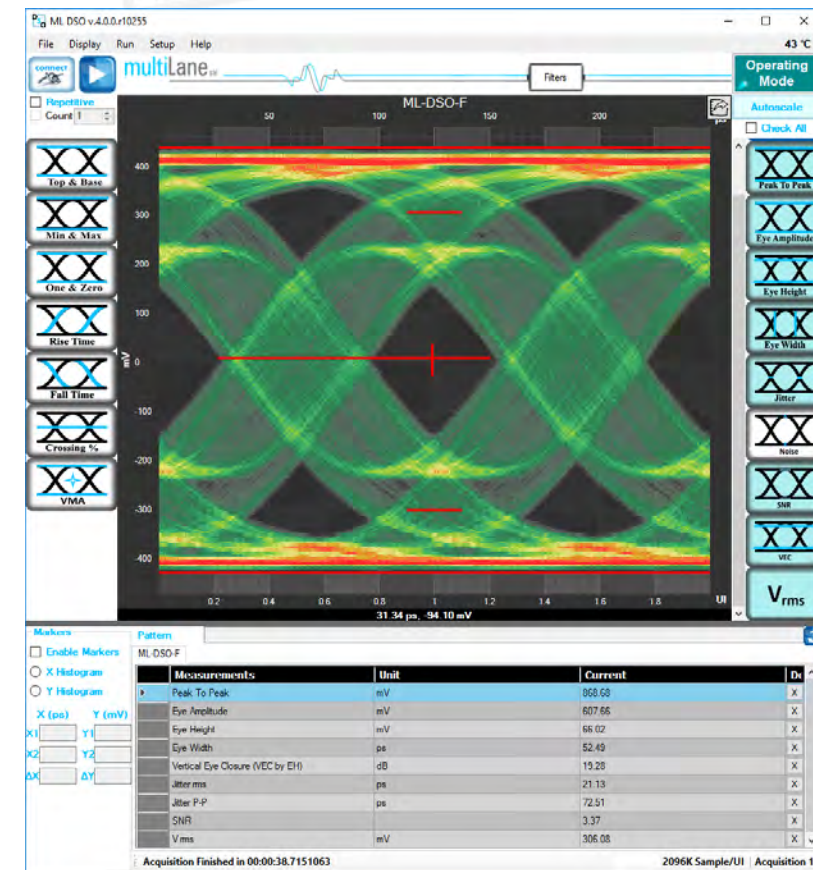 ML DSO v.4.0.0.r10255
File Display Run Setup Help
43 °C
connect
multiLane
Filters
Operating
Mode
Repetitive
Count 1
Autoscale
Check All
ML-DSO-F
50 100 150 200
Top & Base
Min & Max
One & Zero
Rise Time
Fall Time
Crossing %
VMA
400
300
200
100
mV
0
-100
-200
-300
-400
0.2 0.4 0.6 0.8 1 1.2 1.4 1.6 1.8 UI
31.34 ps, -94.10 mV
Peak To Peak
Eye Amplitude
Eye Height
Eye Width
Jitter
Noise
SNR
VEC
Vrms
Markers
Enable Markers
X Histogram
Y Histogram
X (ps) Y (mV)
X1 Y1
X2 Y2
ΔX ΔY
Pattern
ML-DSO-F
Measurements Unit Current
Peak To Peak mV 868.68 X
Eye Amplitude mV 607.66 X
Eye Height mV 66.02 X
Eye Width ps 52.49 X
Vertical Eye Closure (VEC by EH) dB 19.28 X
Jitter rms ps 21.13 X
Jitter P-P ps 72.51 X
SNR 3.37 X
V rms mV 306.08 X
Acquisition Finished in 00:00:38.7151063
2096K Sample/UI Acquisition 1